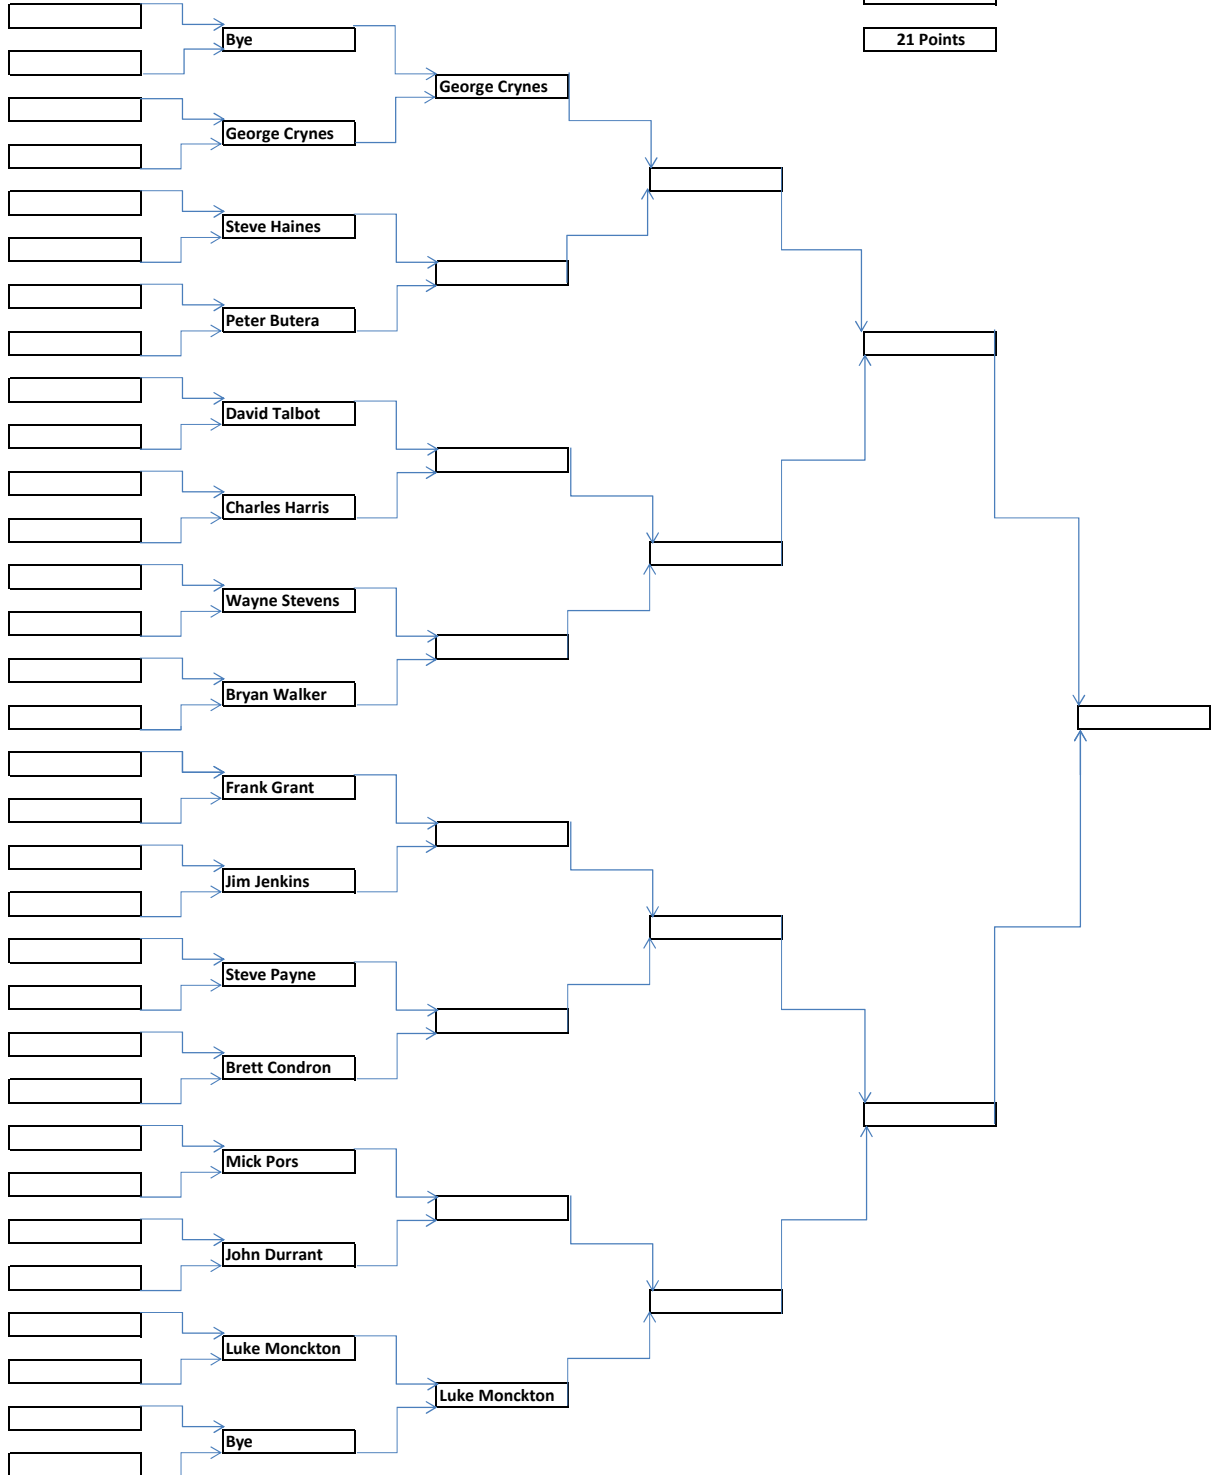 21 Points
Bye
George Crynes
George Crynes
Steve Haines
Peter Butera
David Talbot
Charles Harris
Wayne Stevens
Bryan Walker
Frank Grant
Jim Jenkins
Steve Payne
Brett Condron
Mick Pors
John Durrant
Luke Monckton
Luke Monckton
Bye